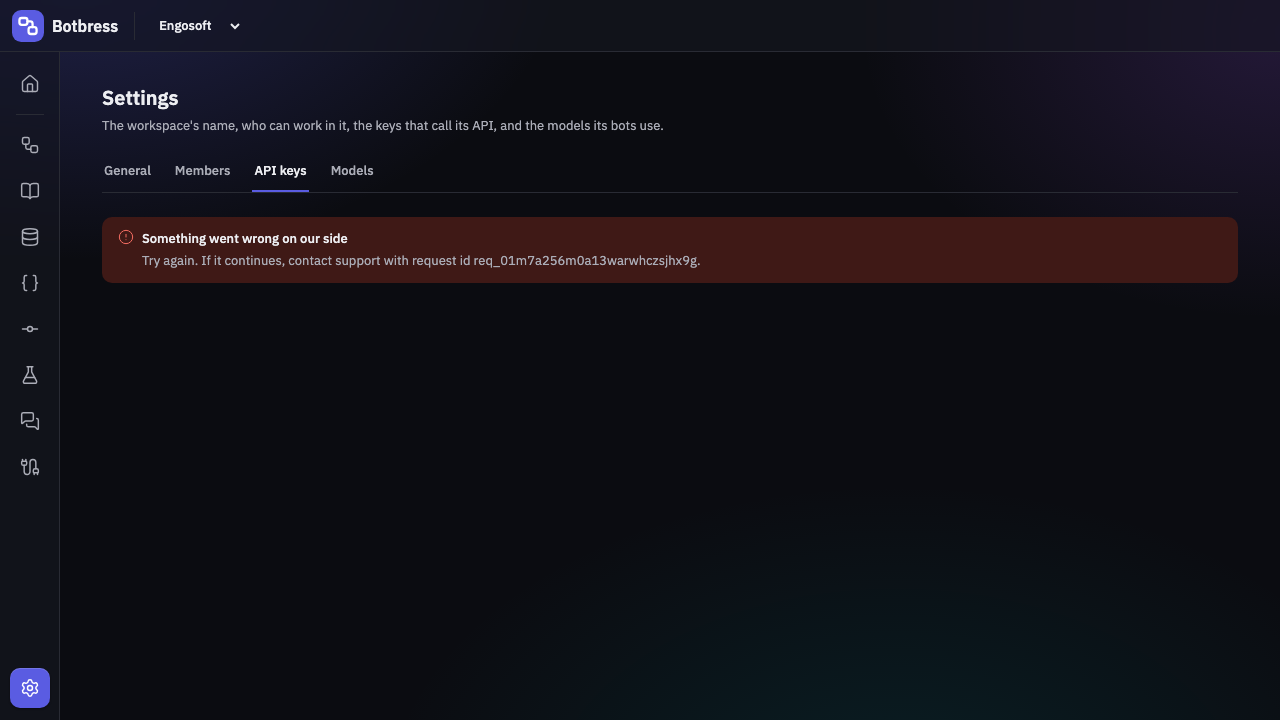 Botbress
Engosoft
Settings
The workspace's name, who can work in it, the keys that call its API, and the models its bots use.
General Members API keys Models
Something went wrong on our side
Try again. If it continues, contact support with request id req_01m7a256m0a13warwhczsjhx9g.